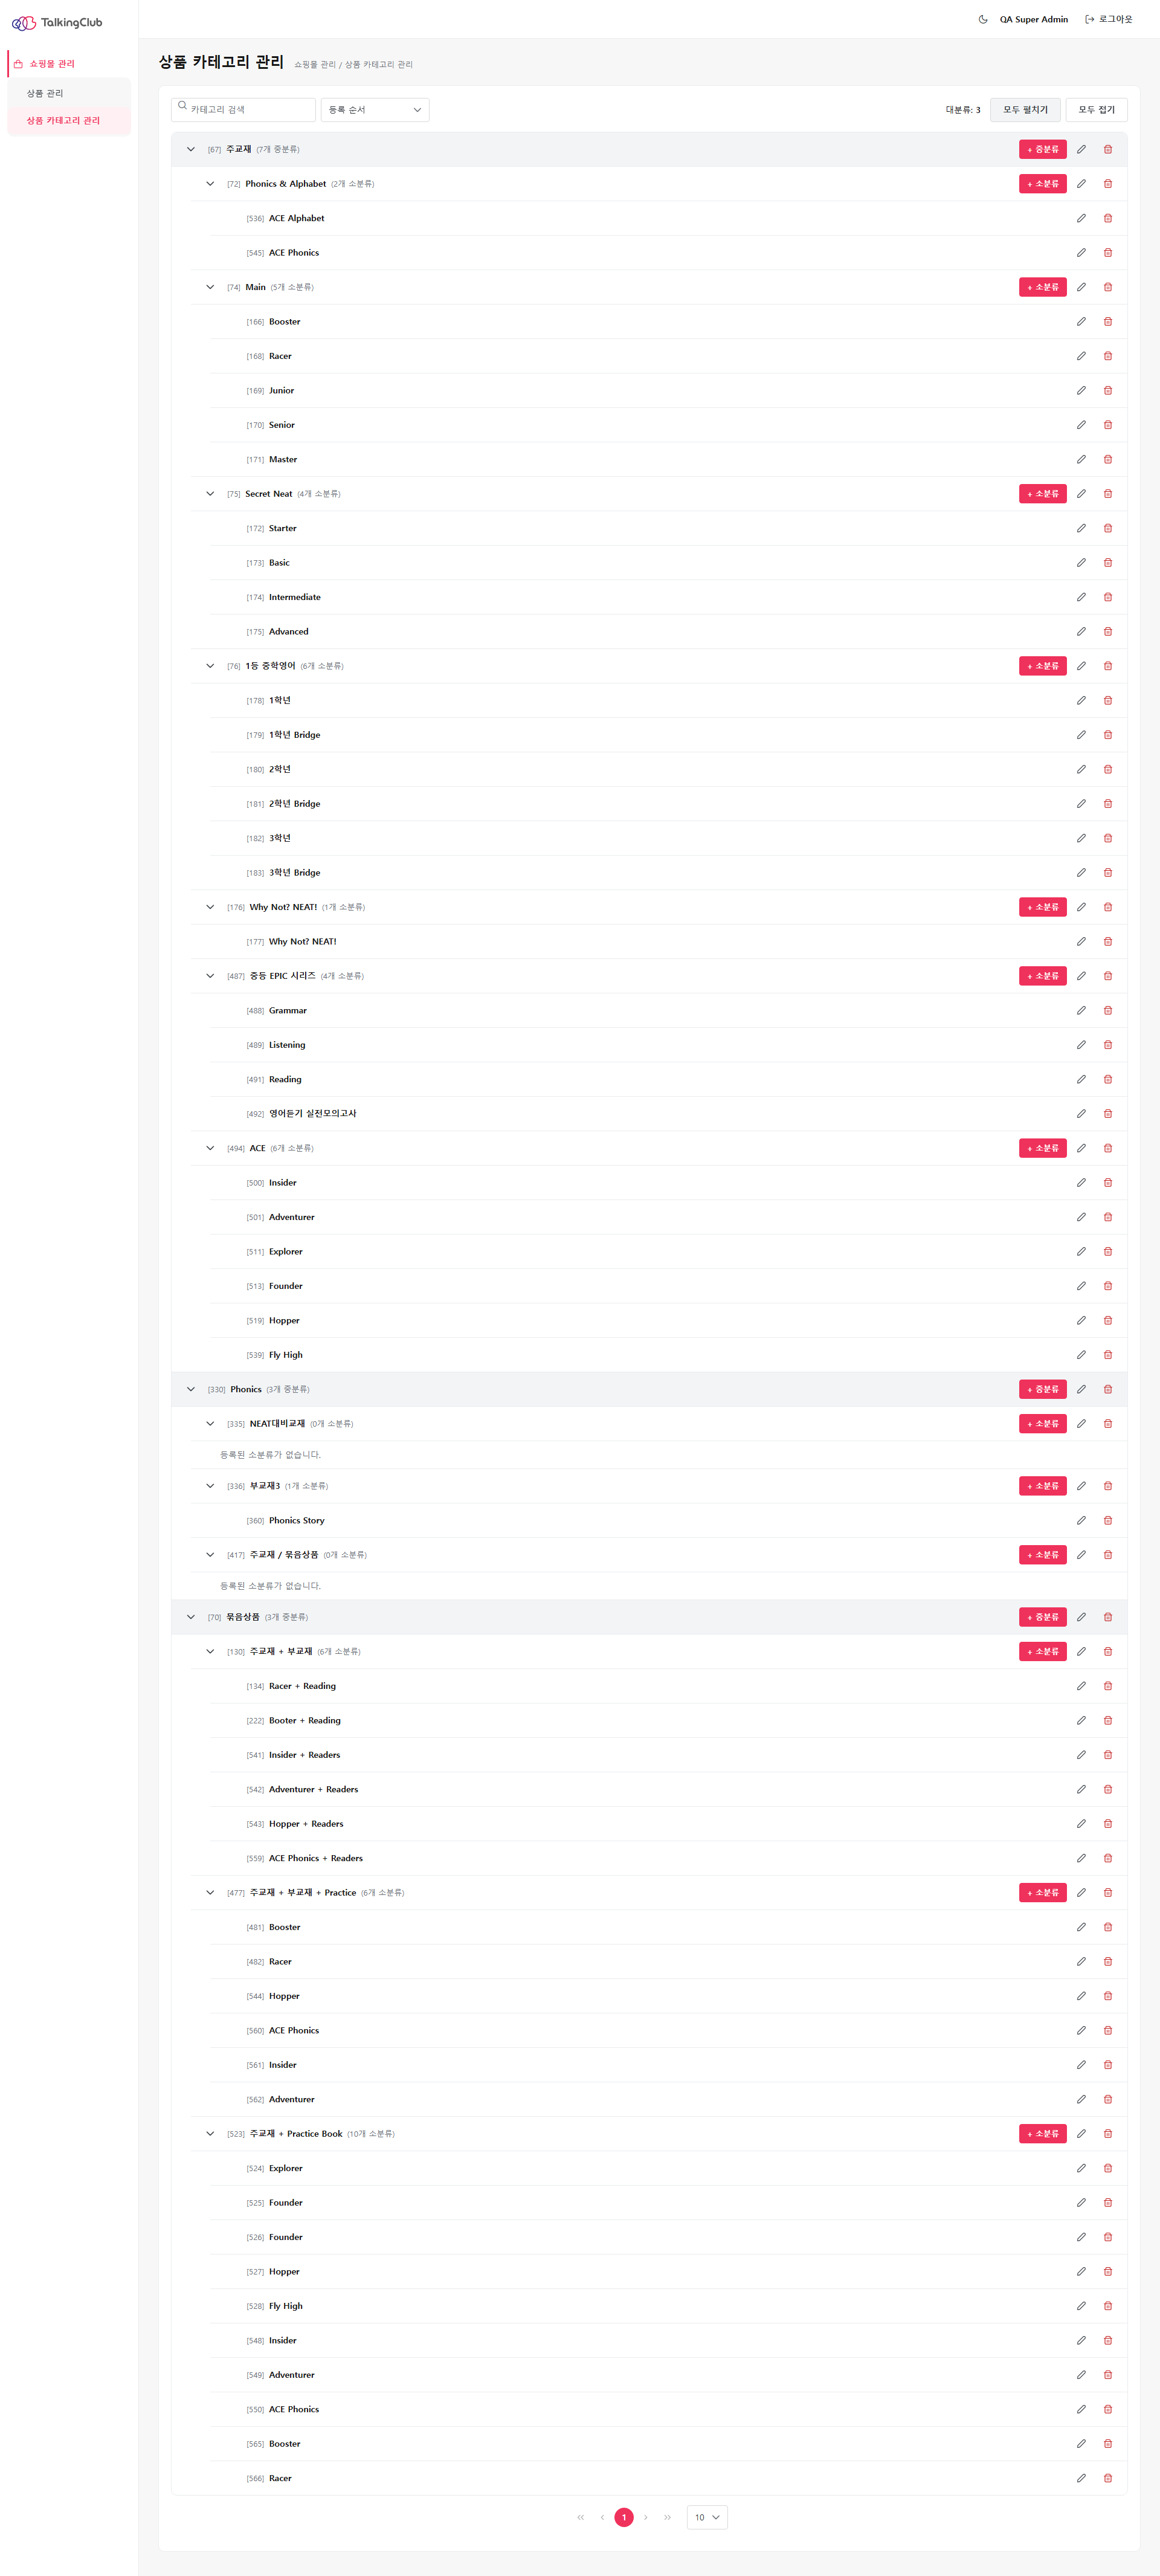 TalkingClub
QA Super Admin 로그아웃
쇼핑몰 관리
상품 관리
상품 카테고리 관리
상품 카테고리 관리 쇼핑몰 관리 / 상품 카테고리 관리
카테고리 검색 등록 순서 대분류: 3 모두 펼치기 모두 접기
[67] 주교재 (7개 중분류) + 중분류
[72] Phonics & Alphabet (2개 소분류) + 소분류
[536] ACE Alphabet
[545] ACE Phonics
[74] Main (5개 소분류) + 소분류
[166] Booster
[168] Racer
[169] Junior
[170] Senior
[171] Master
[75] Secret Neat (4개 소분류) + 소분류
[172] Starter
[173] Basic
[174] Intermediate
[175] Advanced
[76] 1등 중학영어 (6개 소분류) + 소분류
[178] 1학년
[179] 1학년 Bridge
[180] 2학년
[181] 2학년 Bridge
[182] 3학년
[183] 3학년 Bridge
[176] Why Not? NEAT! (1개 소분류) + 소분류
[177] Why Not? NEAT!
[487] 중등 EPIC 시리즈 (4개 소분류) + 소분류
[488] Grammar
[489] Listening
[491] Reading
[492] 영어듣기 실전모의고사
[494] ACE (6개 소분류) + 소분류
[500] Insider
[501] Adventurer
[511] Explorer
[513] Founder
[519] Hopper
[539] Fly High
[330] Phonics (3개 중분류) + 중분류
[335] NEAT대비교재 (0개 소분류) + 소분류
등록된 소분류가 없습니다.
[336] 부교재3 (1개 소분류) + 소분류
[360] Phonics Story
[417] 주교재 / 묶음상품 (0개 소분류) + 소분류
등록된 소분류가 없습니다.
[70] 묶음상품 (3개 중분류) + 중분류
[130] 주교재 + 부교재 (6개 소분류) + 소분류
[134] Racer + Reading
[222] Booter + Reading
[541] Insider + Readers
[542] Adventurer + Readers
[543] Hopper + Readers
[559] ACE Phonics + Readers
[477] 주교재 + 부교재 + Practice (6개 소분류) + 소분류
[481] Booster
[482] Racer
[544] Hopper
[560] ACE Phonics
[561] Insider
[562] Adventurer
[523] 주교재 + Practice Book (10개 소분류) + 소분류
[524] Explorer
[525] Founder
[526] Founder
[527] Hopper
[528] Fly High
[548] Insider
[549] Adventurer
[550] ACE Phonics
[565] Booster
[566] Racer
1 10